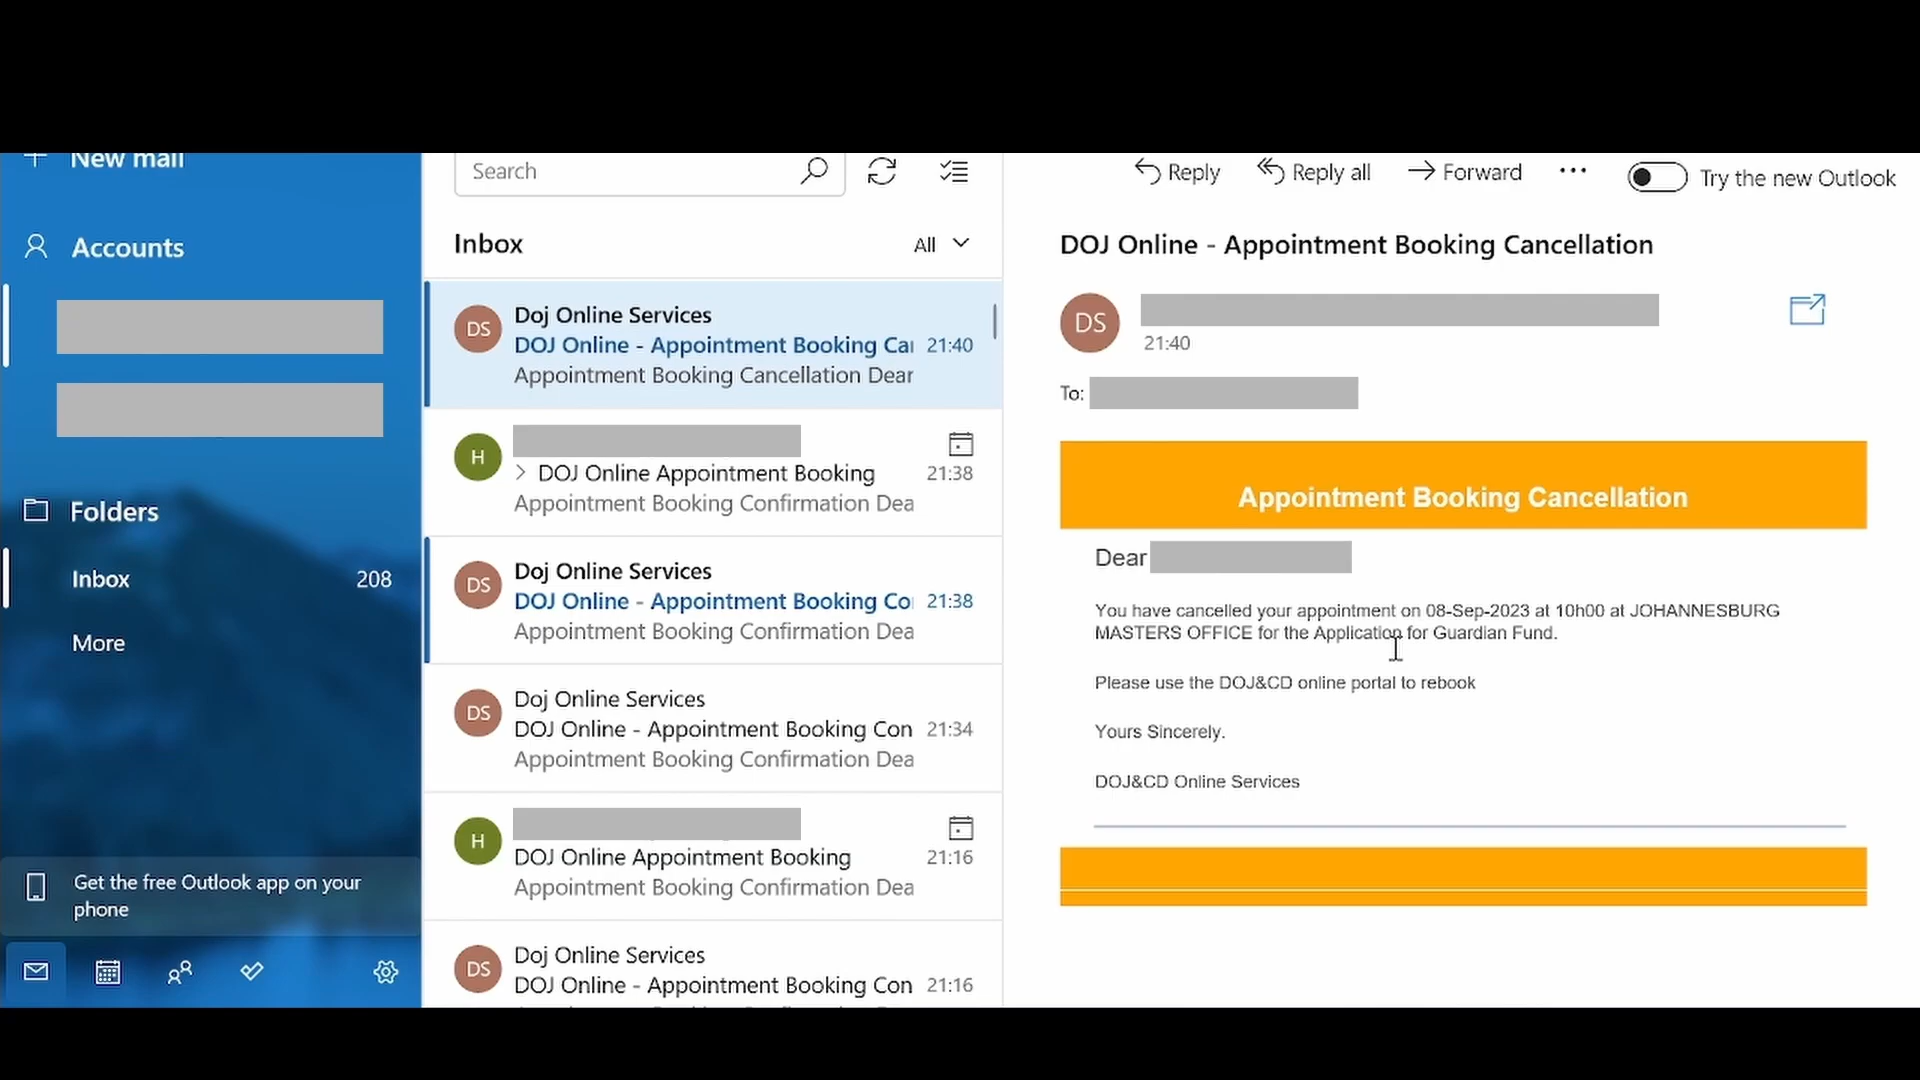 New mail
Accounts
Folders
Inbox 208
More
Get the free Outlook app on your
phone
Search
Inbox
All
DS
Doj Online Services
DOJ Online - Appointment Booking Ca
21:40
Appointment Booking Cancellation Dear
H
DOJ Online Appointment Booking
21:38
Appointment Booking Confirmation Dea
DS
Doj Online Services
DOJ Online - Appointment Booking Co
21:38
Appointment Booking Confirmation Dea
DS
Doj Online Services
DOJ Online - Appointment Booking Con
21:34
Appointment Booking Confirmation Dea
H
DOJ Online Appointment Booking
21:16
Appointment Booking Confirmation Dea
DS
Doj Online Services
DOJ Online - Appointment Booking Con
21:16
Reply
Reply all
Forward
Try the new Outlook
DOJ Online - Appointment Booking Cancellation
DS
21:40
To:
Appointment Booking Cancellation
Dear
You have cancelled your appointment on 08-Sep-2023 at 10h00 at JOHANNESBURG
MASTERS OFFICE for the Application for Guardian Fund.
Please use the DOJ&CD online portal to rebook
Yours Sincerely.
DOJ&CD Online Services